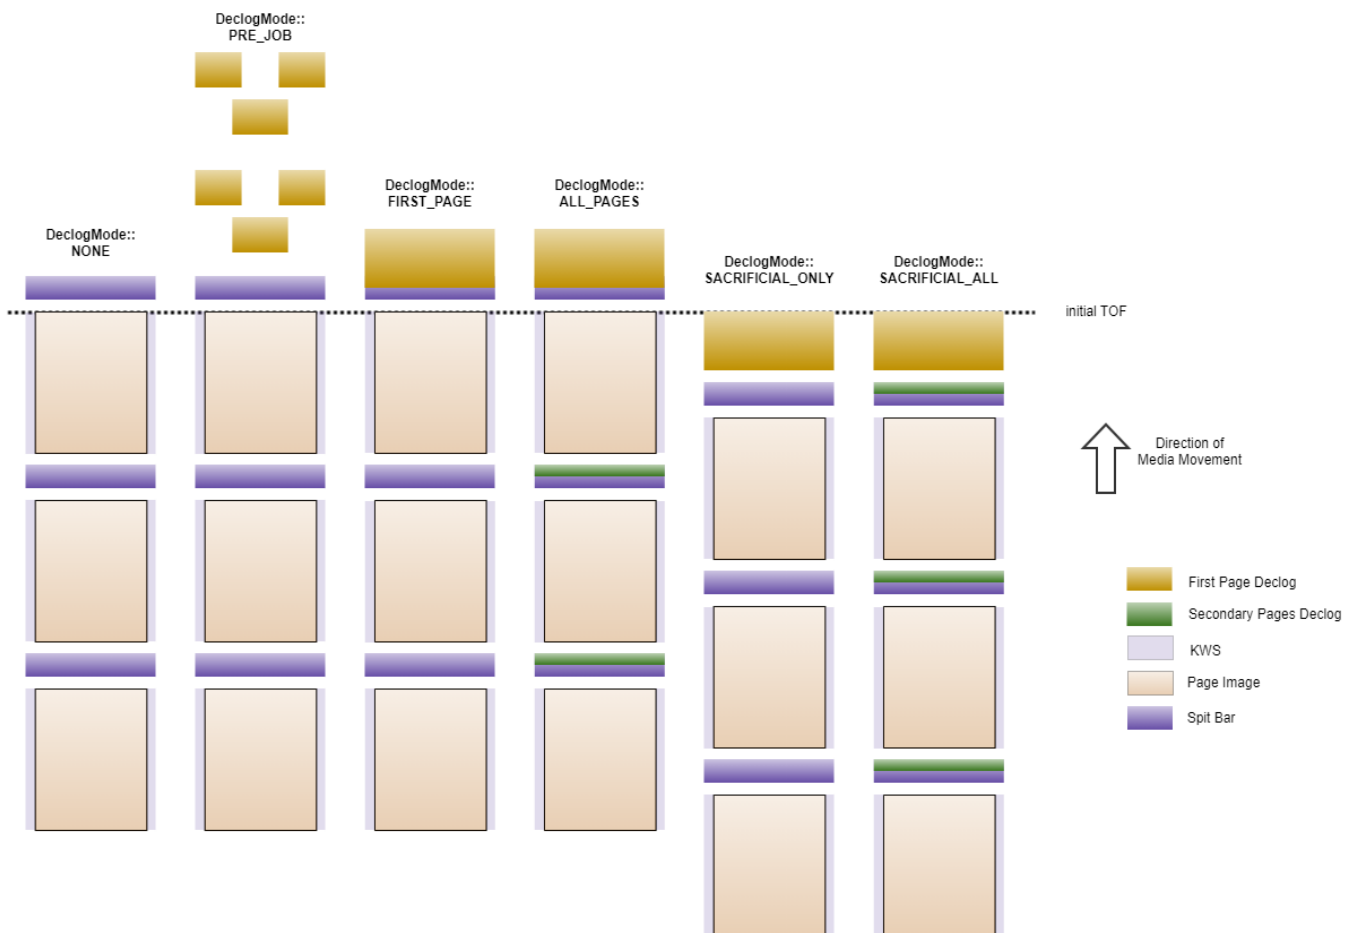 DeclogMode::
PRE_JOB
DeclogMode::
FIRST_PAGE
DeclogMode::
ALL_PAGES
DeclogMode::
NONE
DeclogMode::
SACRIFICIAL_ONLY
DeclogMode::
SACRIFICIAL_ALL
initial TOF
Direction of
Media Movement
First Page Declog
Secondary Pages Declog
KWS
Page Image
Spit Bar